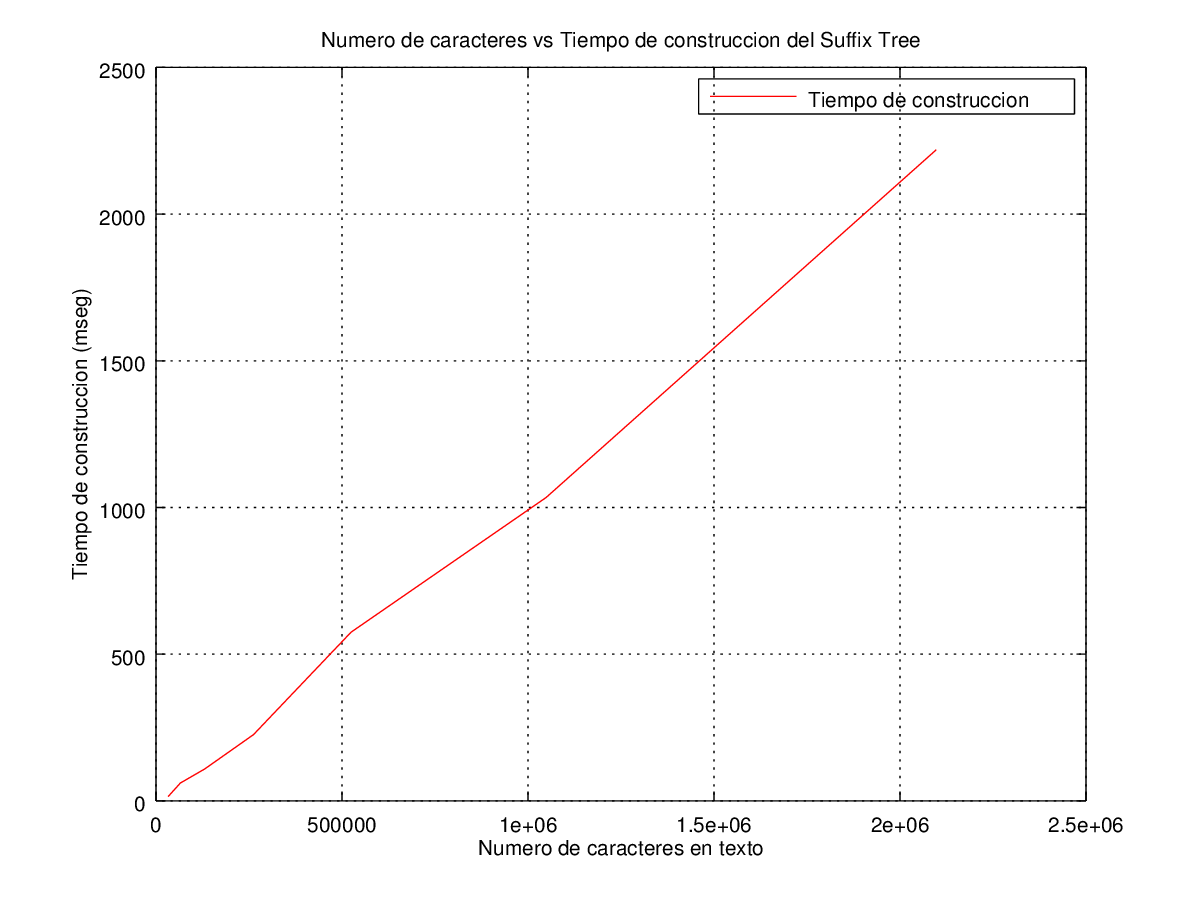 Numero de caracteres vs Tiempo de construccion del Suffix Tree
2500
Tiempo de construccion
2000
1500
1000
500
0
Tiempo de construccion (mseg)
0 500000 1e+06 1.5e+06 2e+06 2.5e+06
Numero de caracteres en texto